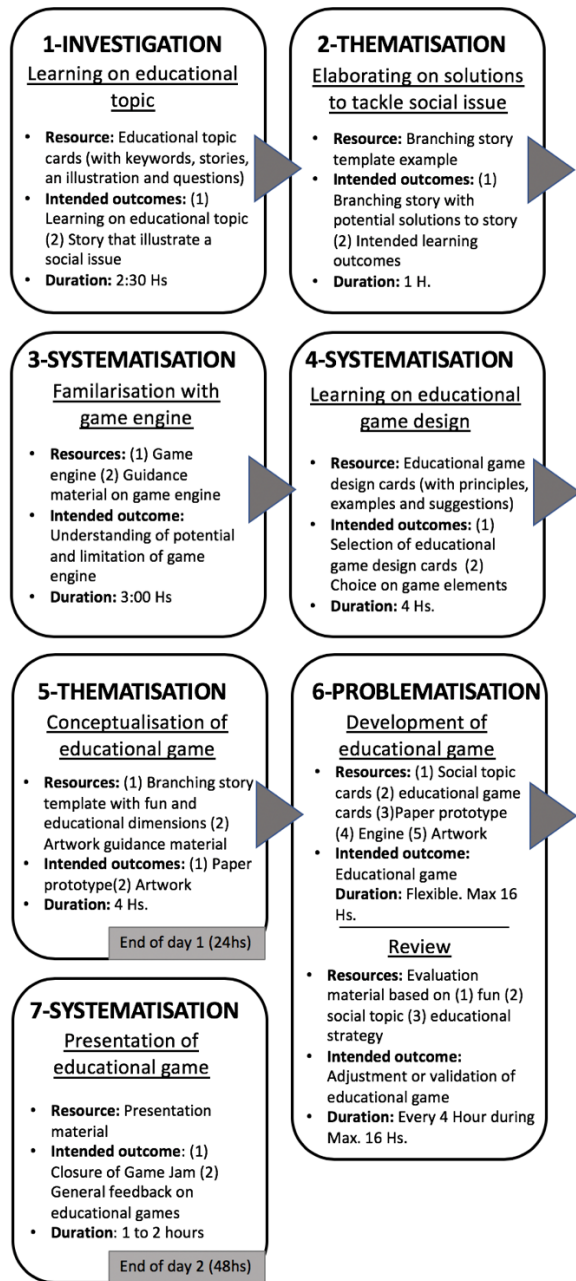 1-INVESTIGATION
Learning on educational
topic
• Resource: Educational topic
cards (with keywords, stories,
an illustration and questions)
• Intended outcomes: (1)
Learning on educational topic
(2) Story that illustrate a
social issue
• Duration: 2:30 Hs
2-THEMATISATION
Elaborating on solutions
to tackle social issue
• Resource: Branching story
template example
• Intended outcomes: (1)
Branching story with
potential solutions to story
(2) Intended learning
outcomes
• Duration: 1 H.
3-SYSTEMATISATION
Familarisation with
game engine
• Resources: (1) Game
engine (2) Guidance
material on game engine
• Intended outcome:
Understanding of potential
and limitation of game
engine
• Duration: 3:00 Hs
4-SYSTEMATISATION
Learning on educational
game design
• Resource: Educational game
design cards (with principles,
examples and suggestions)
• Intended outcomes: (1)
Selection of educational
game design cards (2)
Choice on game elements
• Duration: 4 Hs.
5-THEMATISATION
Conceptualisation of
educational game
• Resources: (1) Branching story
template with fun and
educational dimensions (2)
Artwork guidance material
• Intended outcomes: (1) Paper
prototype(2) Artwork
• Duration: 4 Hs.
End of day 1 (24hs)
6-PROBLEMATISATION
Development of
educational game
• Resources: (1) Social topic
cards (2) educational game
cards (3)Paper prototype
(4) Engine (5) Artwork
• Intended outcome:
Educational game
Duration: Flexible. Max 16
Hs.
Review
• Resources: Evaluation
material based on (1) fun (2)
social topic (3) educational
strategy
• Intended outcome:
Adjustment or validation of
educational game
• Duration: Every 4 Hour during
Max. 16 Hs.
7-SYSTEMATISATION
Presentation of
educational game
• Resource: Presentation
material
• Intended outcome: (1)
Closure of Game Jam (2)
General feedback on
educational games
• Duration: 1 to 2 hours
End of day 2 (48hs)